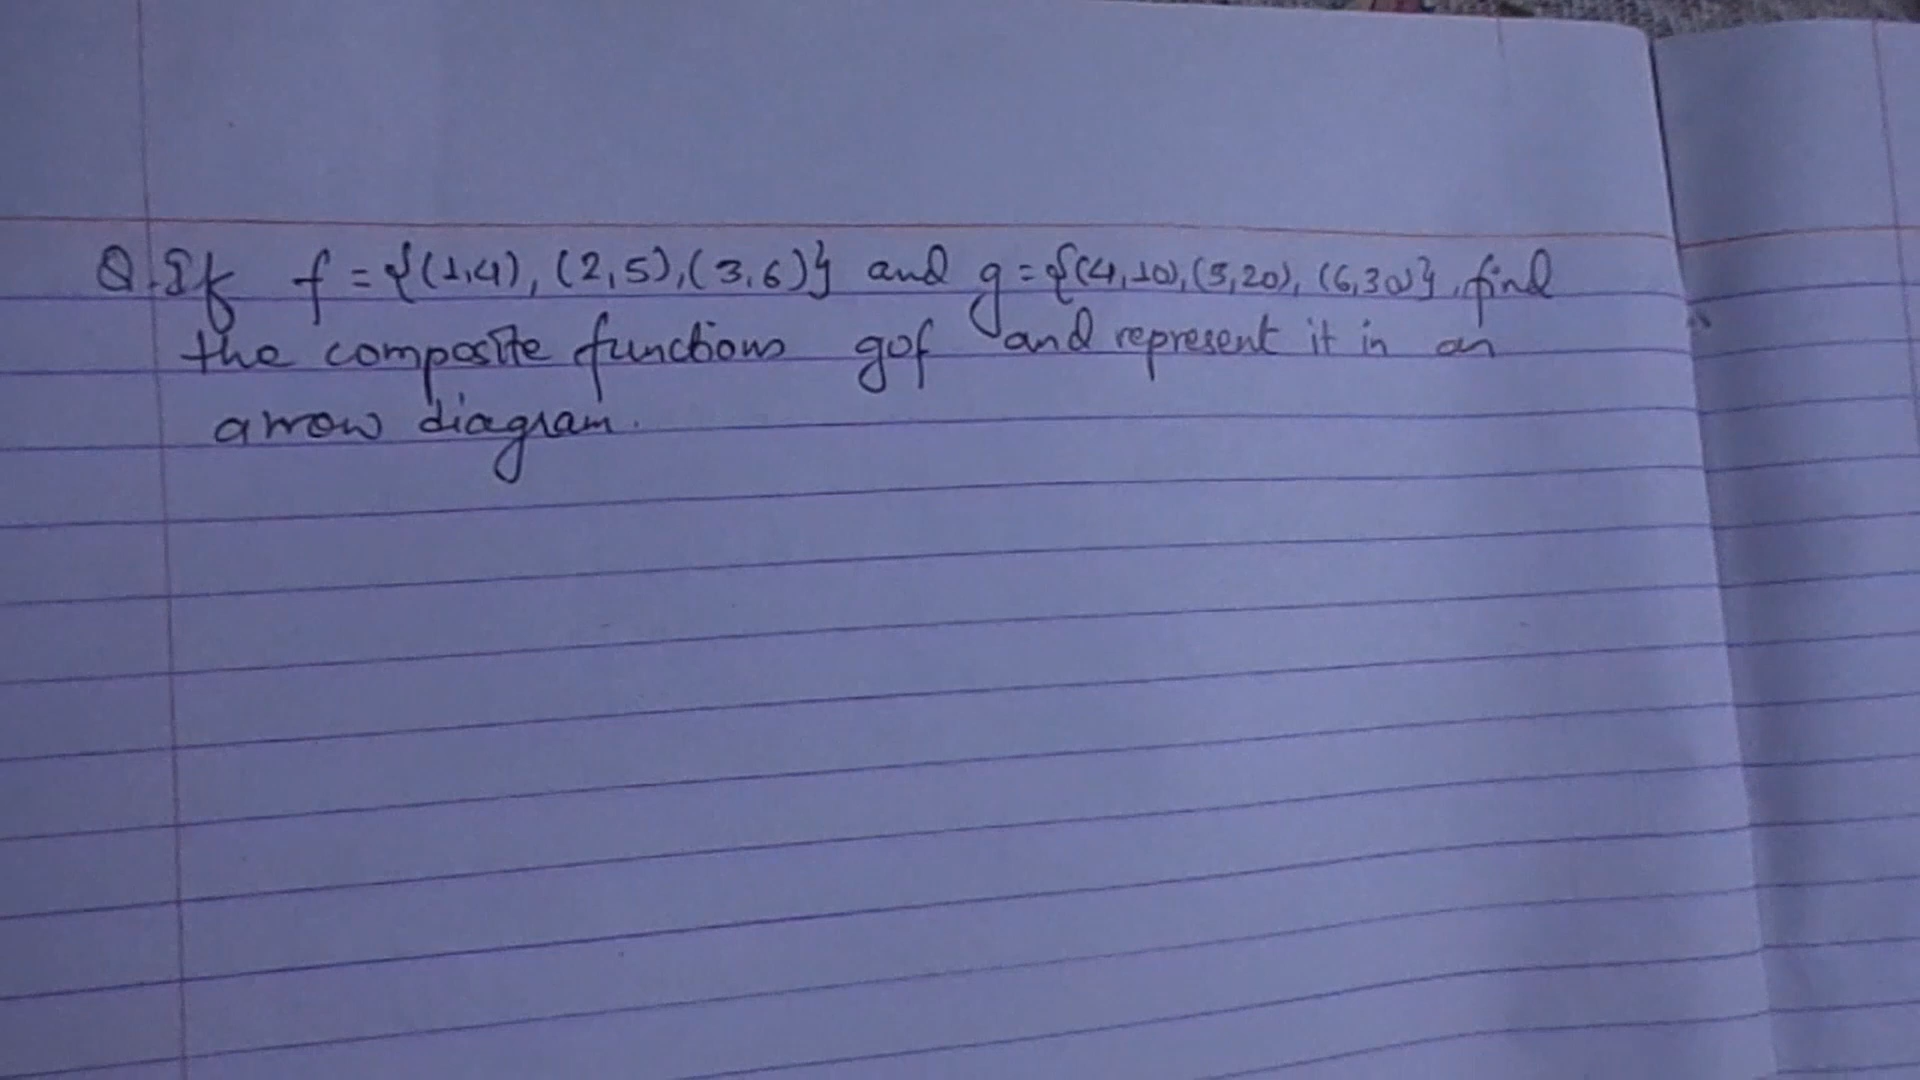 Q. If f = {(1,4), (2,5), (3,6)} and g = {(4,10), (5,20), (6,30)}, find
the composite functions gof and represent it in an
arrow diagram.